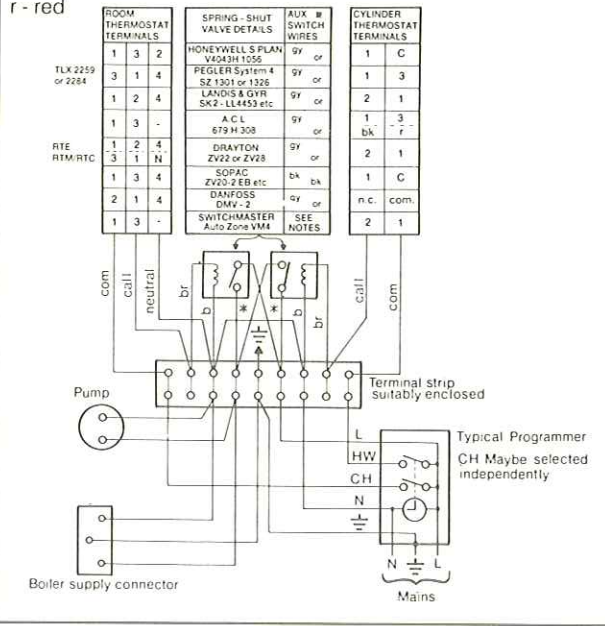 r - red
ROOM THERMOSTAT TERMINALS
SPRING - SHUT VALVE DETAILS
AUX # SWITCH WIRES
CYLINDER THERMOSTAT TERMINALS
1 3 2
HONEYWELL S PLAN V4043H 1056
gy or
1 C
TLX 2259 or 2284
3 1 4
PEGLER System 4 SZ 1301 or 1326
gy or
1 3
1 2 4
LANDIS & GYR SK2 - LL4453 etc
gy or
2 1
1 3 -
A.C.L 679 H 308
gy or
1 3
bk r
RTE
1 2 4
RTM/RTC
3 1 N
DRAYTON ZV22 or ZV28
gy or
2 1
1 3 4
SOPAC ZV20-2 EB etc
bk bk
1 C
2 1 4
DANFOSS DMV - 2
gy or
n.c. com.
1 3 -
SWITCHMASTER Auto Zone VM4
SEE NOTES
2 1
com
call
neutral
br
b
*
*
b
br
call
com
Terminal strip
suitably enclosed
Pump
L
HW
CH
N
Typical Programmer
CH Maybe selected
independently
Boiler supply connector
N
L
Mains